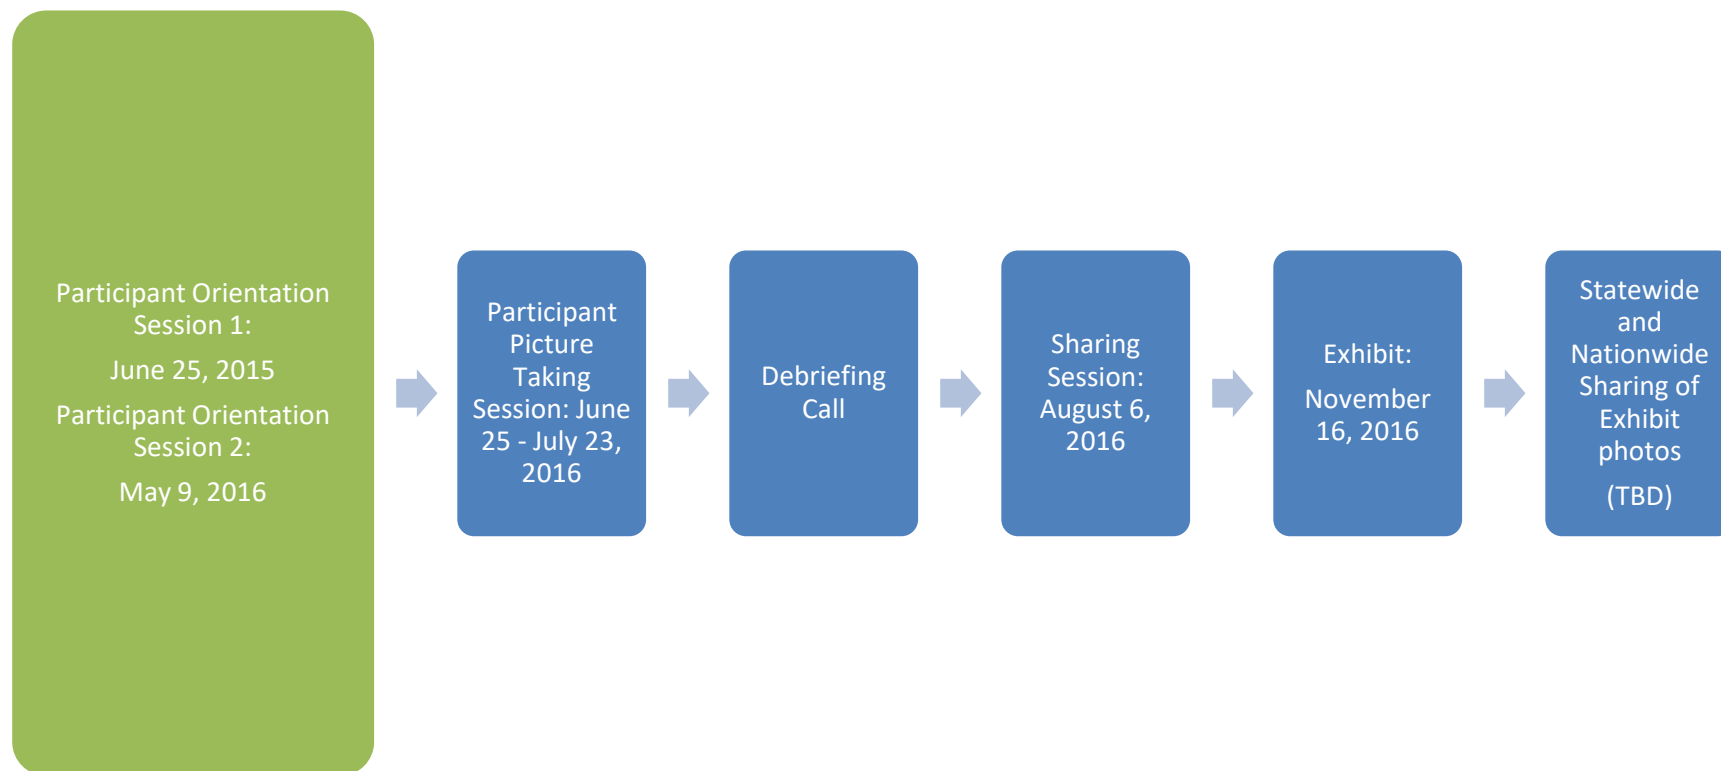 Participant Orientation
Session 1:
June 25, 2015
Participant Orientation
Session 2:
May 9, 2016
Participant
Picture
Taking
Session: June
25 - July 23,
2016
Debriefing
Call
Sharing
Session:
August 6,
2016
Exhibit:
November
16, 2016
Statewide
and
Nationwide
Sharing of
Exhibit
photos
(TBD)